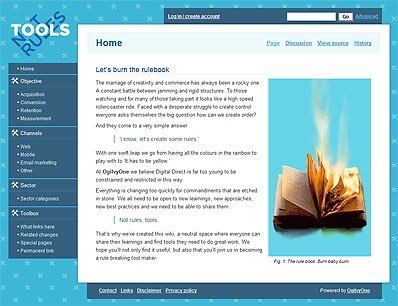 TOOLS
NOT RULES
Log in / create account
Go
Advanced
Home
Page
Discussion
View source
History
• Home
Objective
• Acquisition
• Conversion
• Retention
• Measurement
Channels
• Web
• Mobile
• Email marketing
• Other
Sector
• Sector categories
Toolbox
• What links here
• Related changes
• Special pages
• Permanent link
Let's burn the rulebook
The marriage of creativity and commerce has always been a rocky one.
A constant battle between jamming and rigid structures. To those
watching and for many of those taking part it looks like a high speed
rollercoaster ride. Faced with a desperate struggle to create control
everyone asks themselves the big question how can we create order?
And they come to a very simple answer.
'I know, let's create some rules.'
With one swift leap we go from having all the colours in the rainbow to
play with to 'it has to be yellow'.
At OgilvyOne we believe Digital Direct is far too young to be
constrained and restricted in this way.
Everything is changing too quickly for commandments that are etched
in stone. We all need to be open to new learnings, new approaches,
new best practices and we need to be able to share them.
Not rules, tools.
That's why we've created this wiki, a neutral space where everyone can
share their learnings and find tools they need to do great work. We
hope you'll not only find it useful, but also that you'll join us in becoming
a rule breaking tool maker.
Fig. 1. The rule book. Burn baby burn.
Contact
Links
Disclaimer
Privacy policy
Powered by OgilvyOne